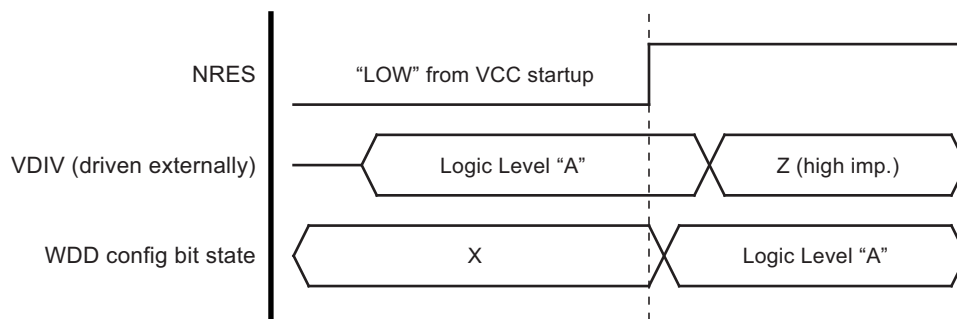 NRES
“LOW” from VCC startup
VDIV (driven externally)
Logic Level “A”
Z (high imp.)
WDD config bit state
X
Logic Level “A”